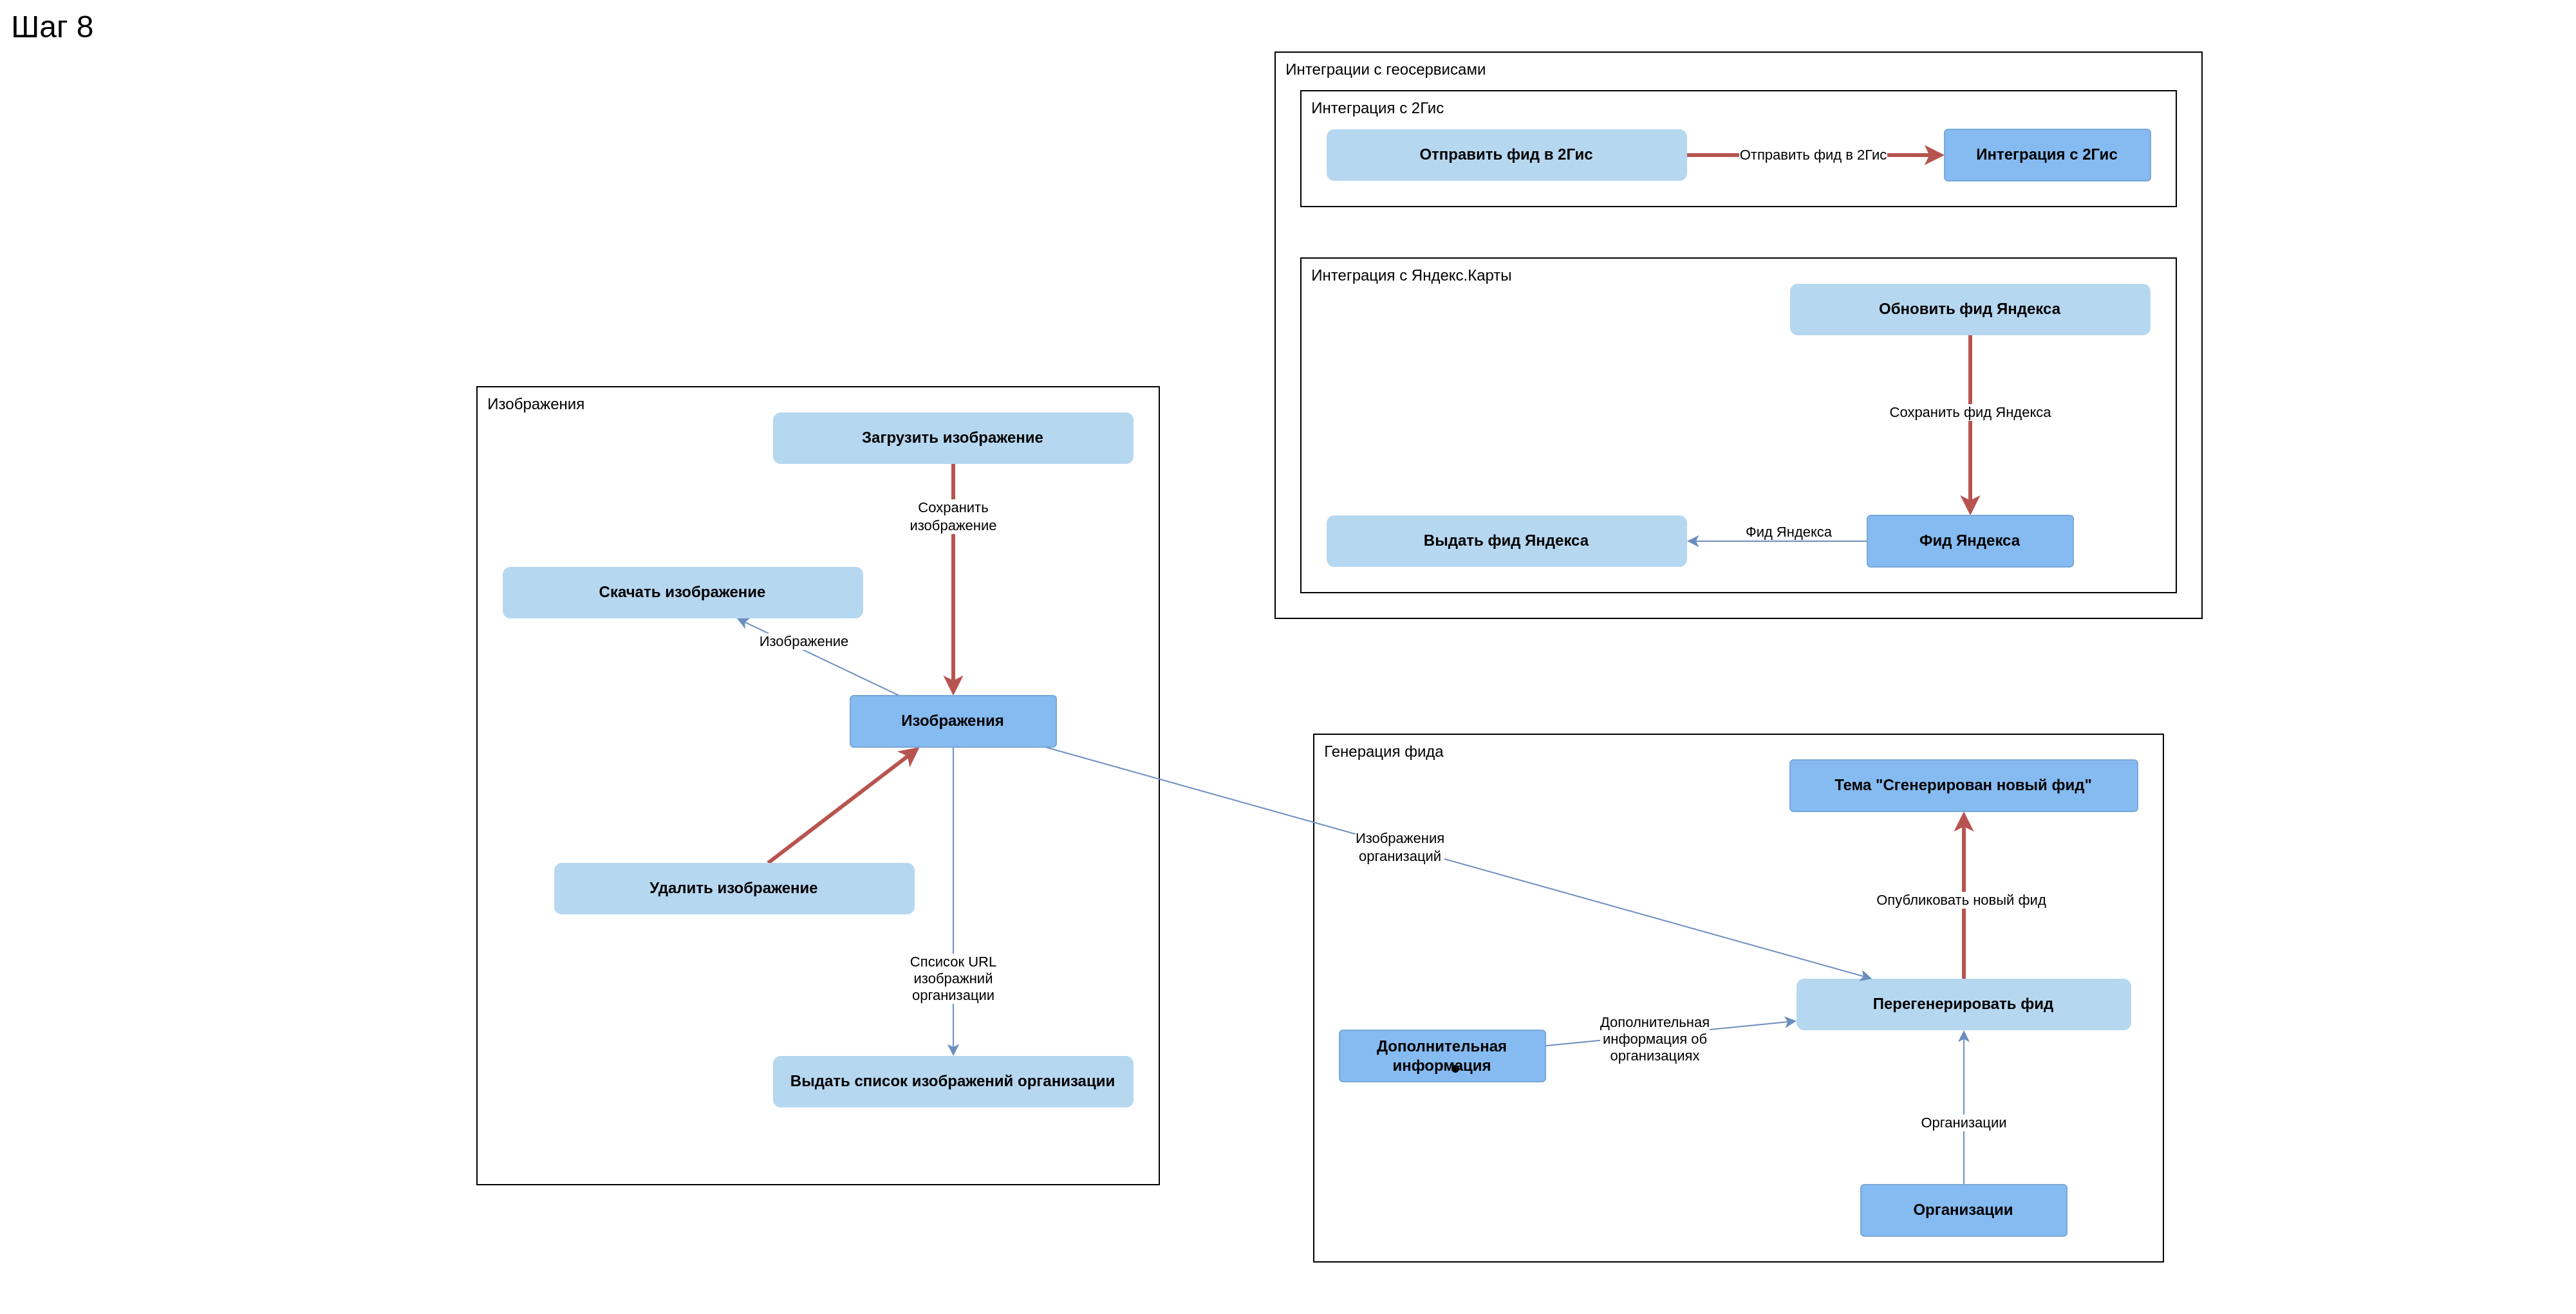 Шаг 8
Интеграции с геосервисами
Интеграция с 2Гис
Отправить фид в 2Гис
Отправить фид в 2Гис
Интеграция с 2Гис
Интеграция с Яндекс.Карты
Обновить фид Яндекса
Сохранить фид Яндекса
Выдать фид Яндекса
Фид Яндекса
Фид Яндекса
Изображения
Загрузить изображение
Сохранить
изображение
Скачать изображение
Изображение
Изображения
Удалить изображение
Спсисок URL
изображний
организации
Выдать список изображений организации
Генерация фида
Тема "Сгенерирован новый фид"
Изображения
организаций
Опубликовать новый фид
Перегенерировать фид
Дополнительная
информация об
организациях
Дополнительная
информация
Организации
Организации